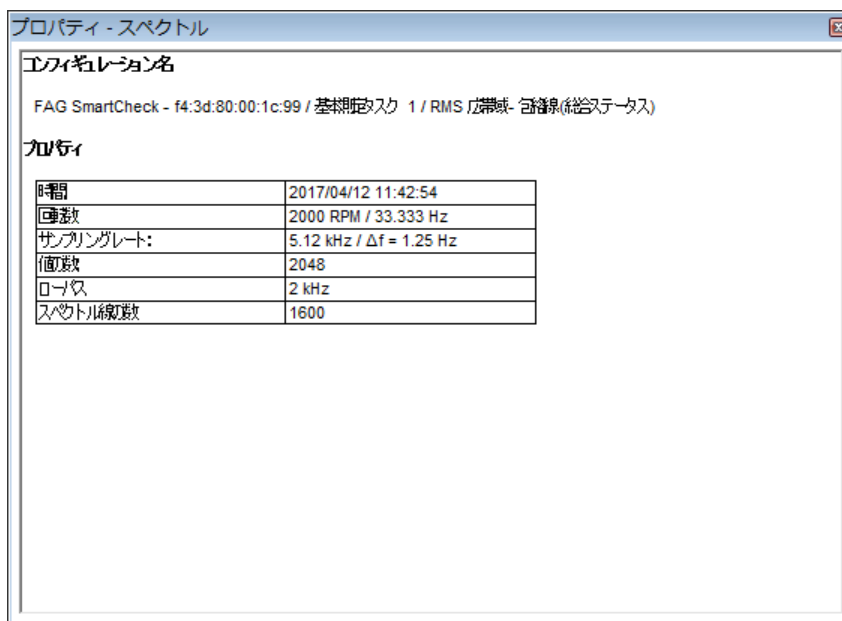 プロパティ - スペクトル
コンフィギュレーション名
FAG SmartCheck - f4:3d:80:00:1c:99 / 基本測定タスク 1 / RMS 広帯域- 包絡線(総合ステータス)
プロパティ
時間 2017/04/12 11:42:54
回転数 2000 RPM / 33.333 Hz
サンプリングレート: 5.12 kHz / Δf = 1.25 Hz
値の数 2048
ローパス 2 kHz
スペクトル線の数 1600